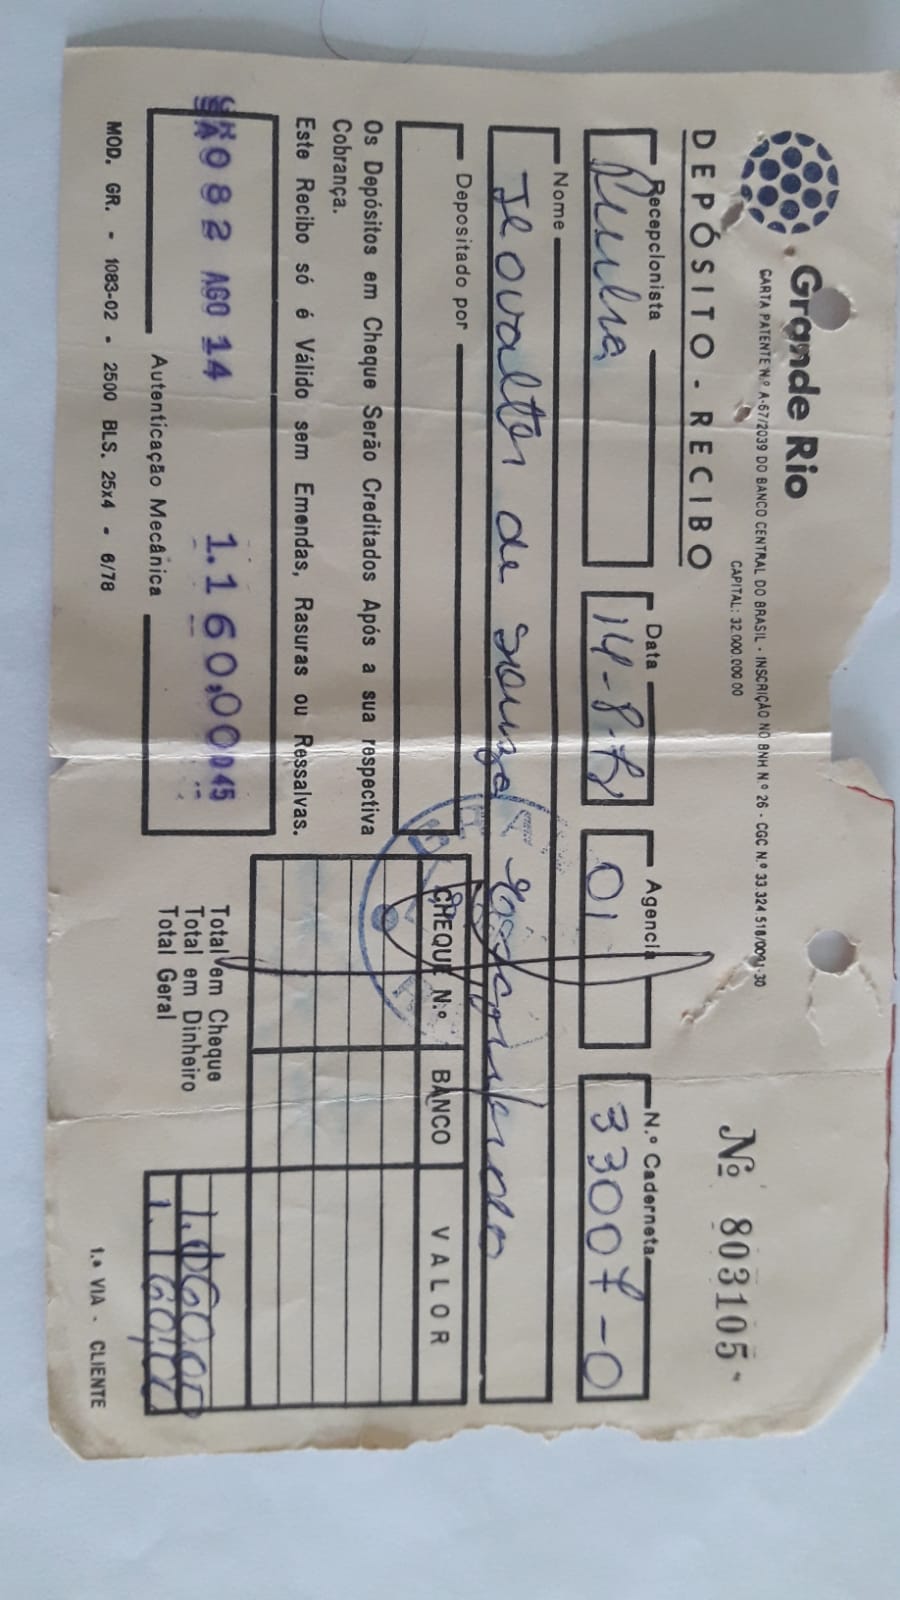 Grande Rio
CARTA PATENTE N.º A-67/2039 DO BANCO CENTRAL DO BRASIL - INSCRIÇÃO NO BNH N.º 26 - CGC N.º 33.324.518/0001-30
CAPITAL: 32.000.000 00
Nº 803105
DEPÓSITO - RECIBO
Recepcionista Data Agencia N.º Caderneta
14-8- 01 33007-0
Nome
Jeovalter de Souza
Depositado por
CHEQUE N.º BANCO VALOR
Os Depósitos em Cheque Serão Creditados Após a sua respectiva
Cobrança.
Este Recibo só é Válido sem Emendas, Rasuras ou Ressalvas.
082 AGO 14 1.160,00 045
Autenticação Mecânica
Total em Cheque
Total em Dinheiro 1.160,00
Total Geral 1.160,00
MOD. GR. - 1083-02 - 2500 BLS. 25x4 - 6/78
1.ª VIA - CLIENTE